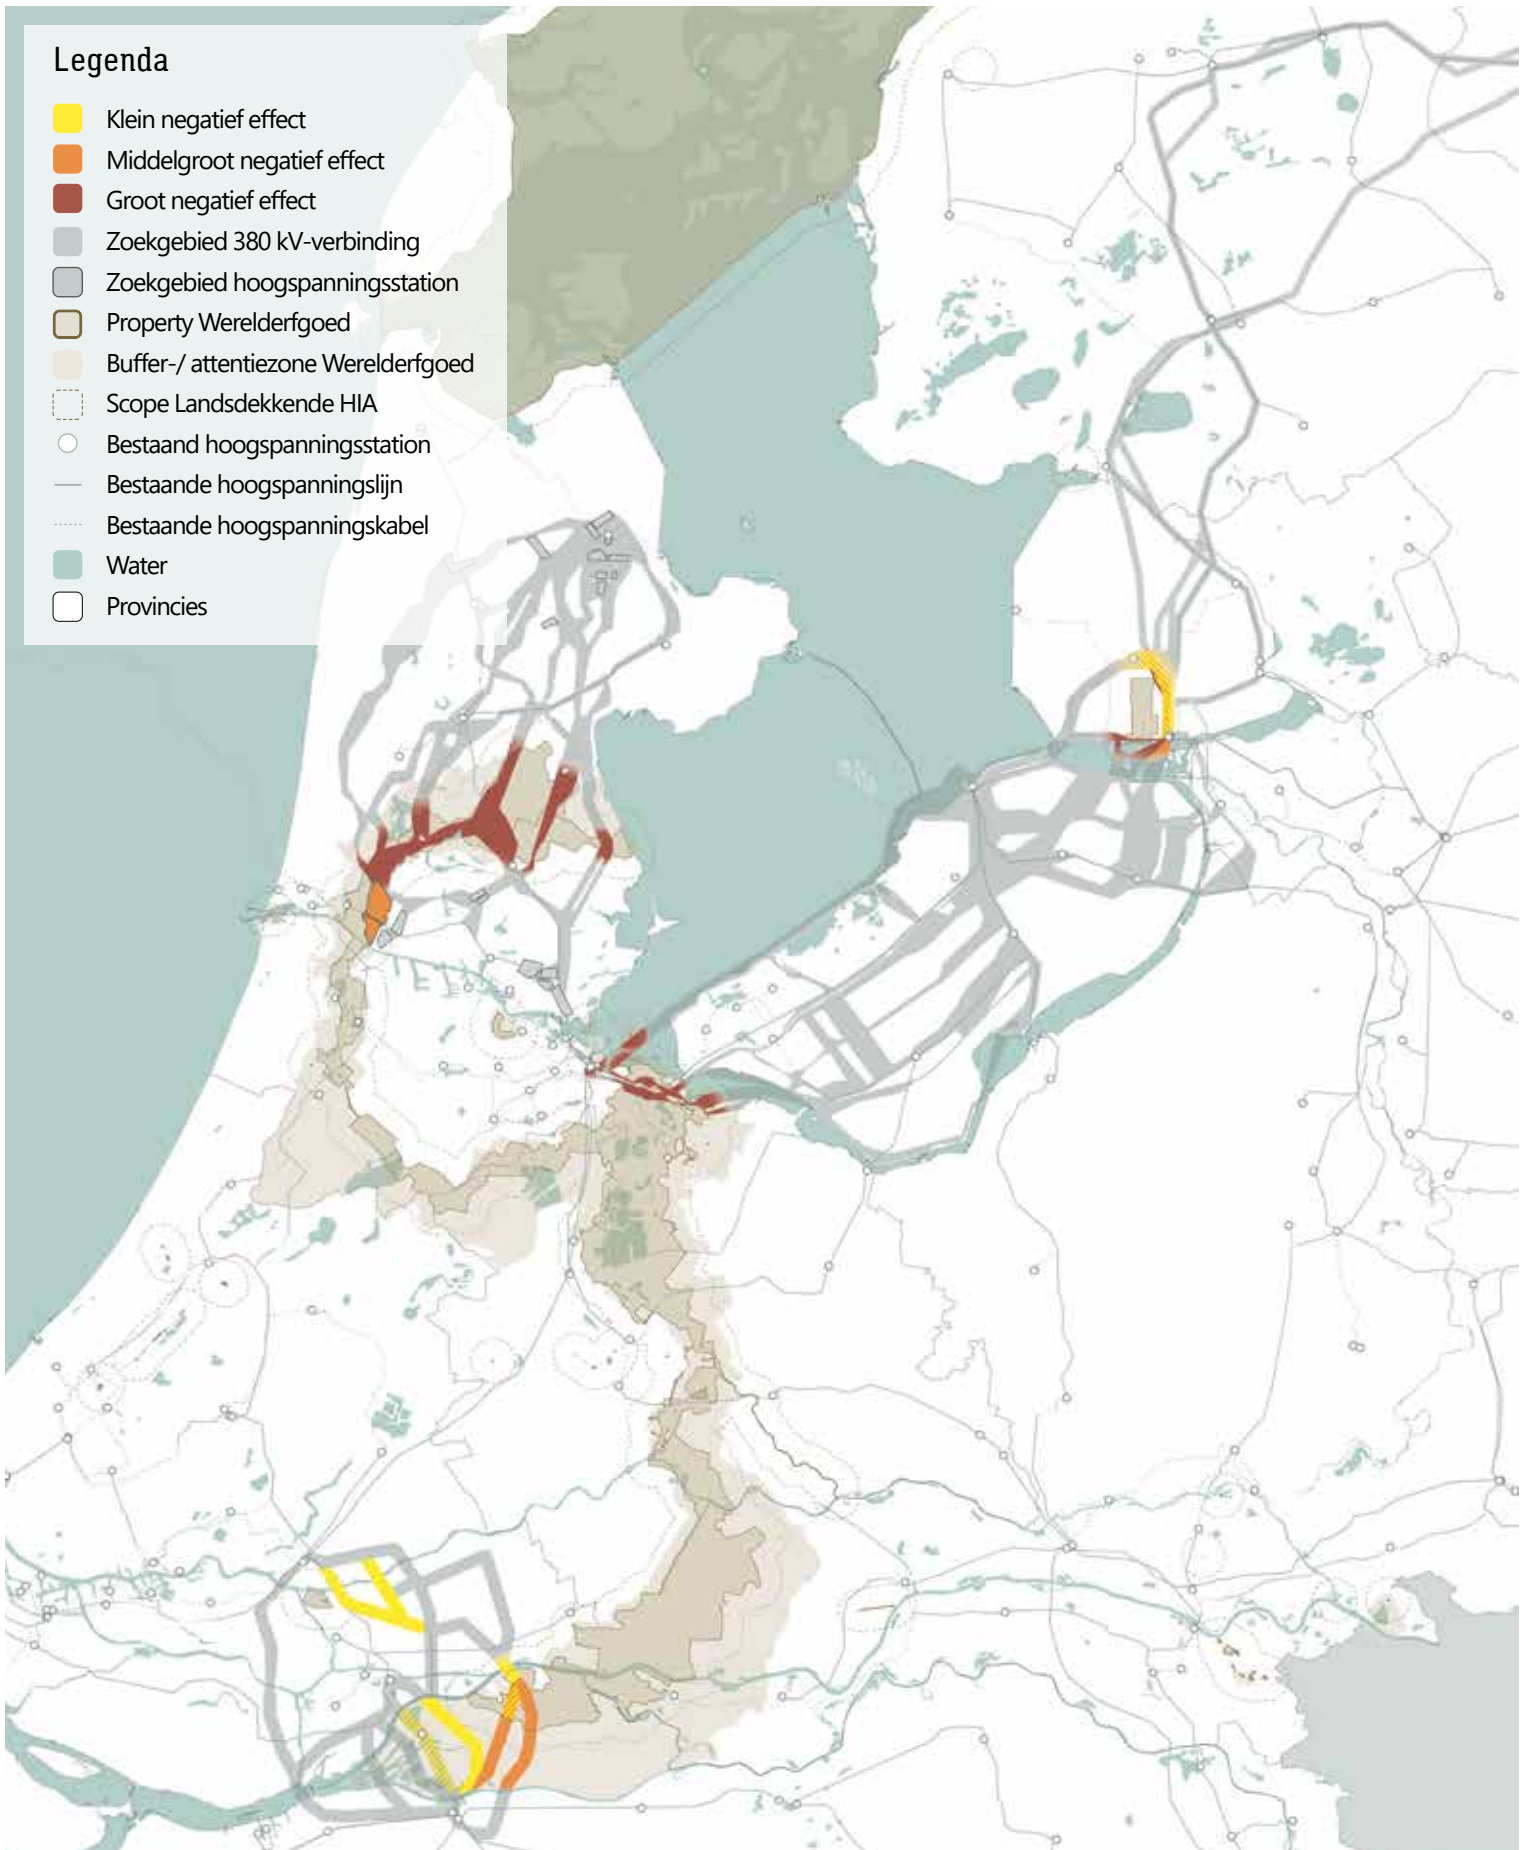 Legenda
Klein negatief effect
Middelgroot negatief effect
Groot negatief effect
Zoekgebied 380 kV-verbinding
Zoekgebied hoogspanningsstation
Property Werelderfgoed
Buffer-/ attentiezone Werelderfgoed
Scope Landsdekkende HIA
Bestaand hoogspanningsstation
Bestaande hoogspanningslijn
Bestaande hoogspanningskabel
Water
Provincies